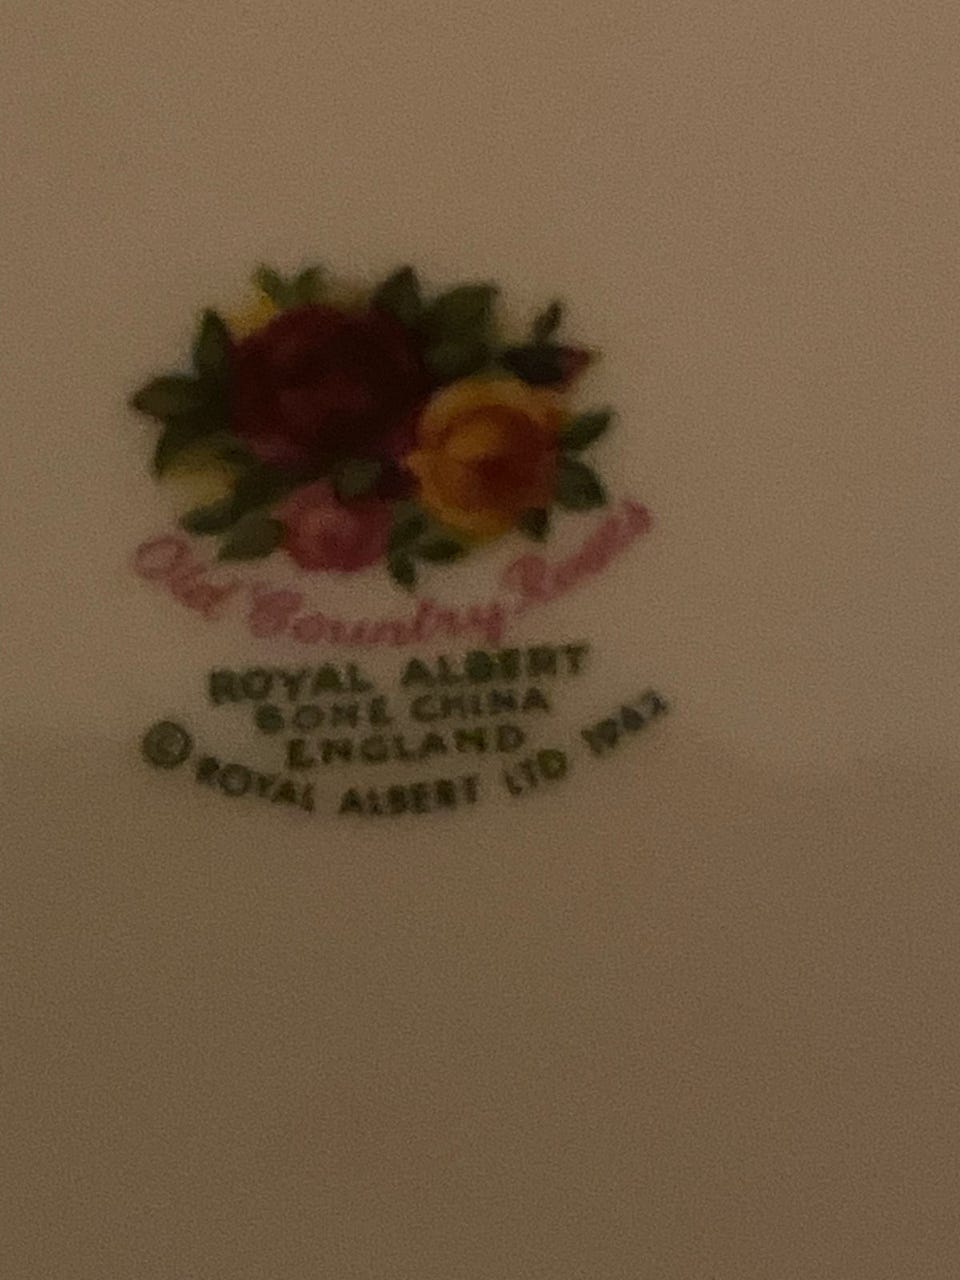 Old Country Roses
ROYAL ALBERT
BONE CHINA
ENGLAND
© ROYAL ALBERT LTD 1962